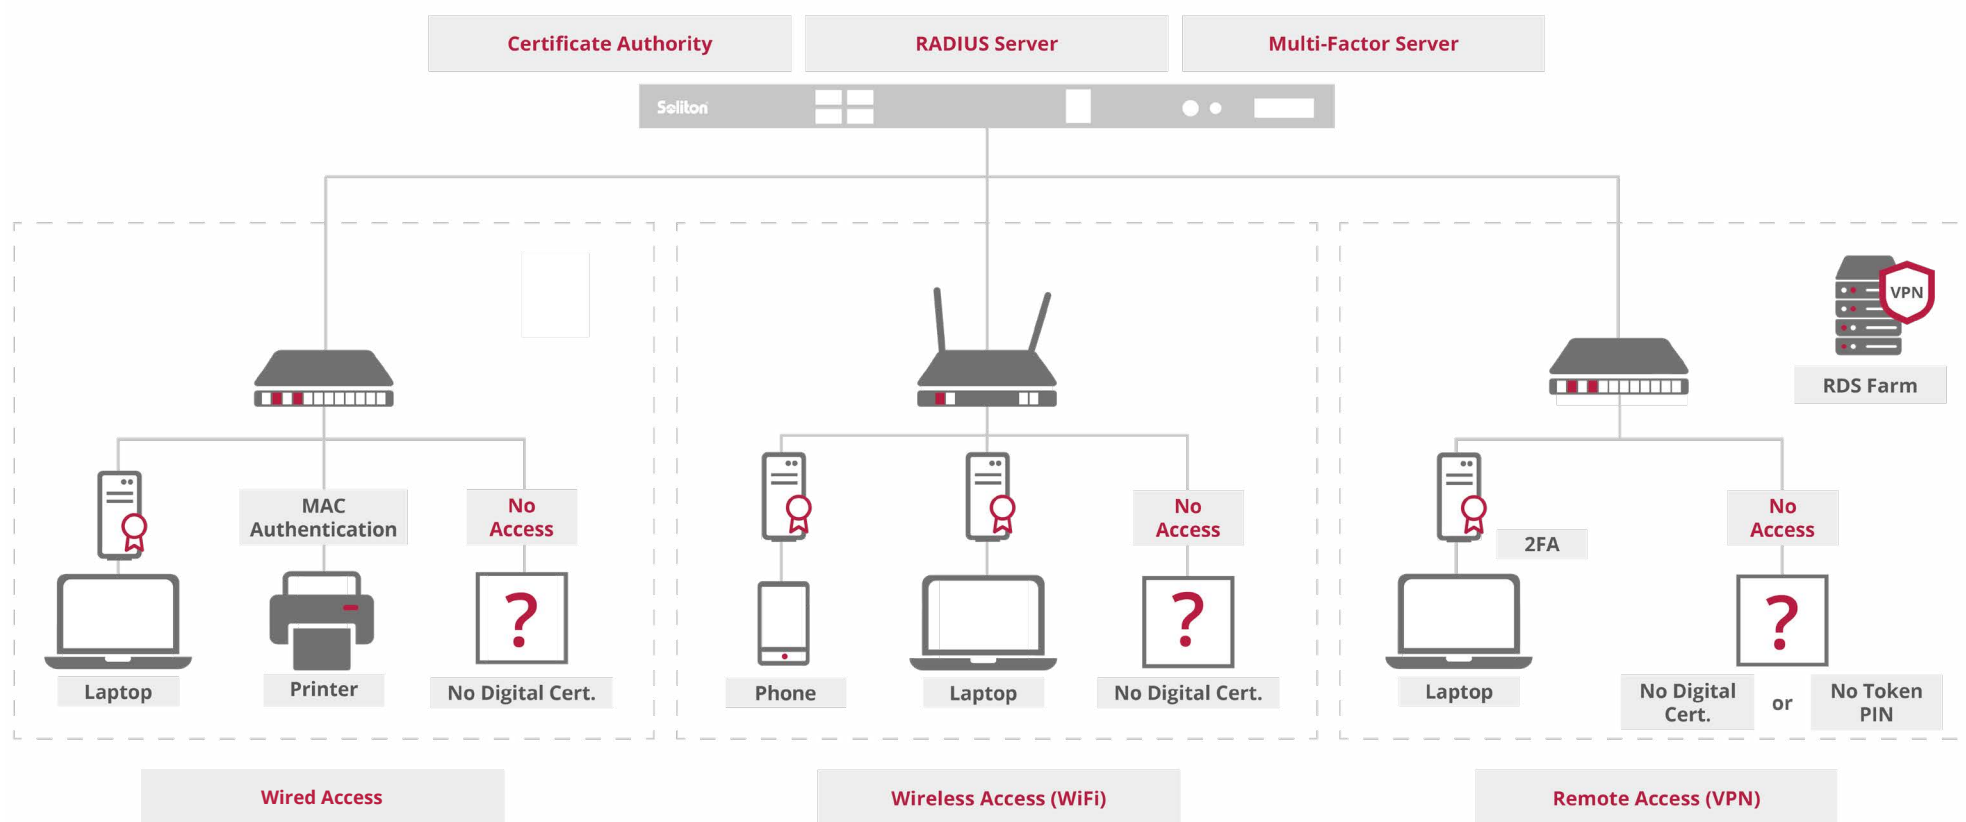 Certificate Authority
RADIUS Server
Multi-Factor Server
Soliton
VPN
RDS Farm
MAC
Authentication
No
Access
No
Access
2FA
No
Access
?
?
?
Laptop
Printer
No Digital Cert.
Phone
Laptop
No Digital Cert.
Laptop
No Digital
Cert.
or
No Token
PIN
Wired Access
Wireless Access (WiFi)
Remote Access (VPN)